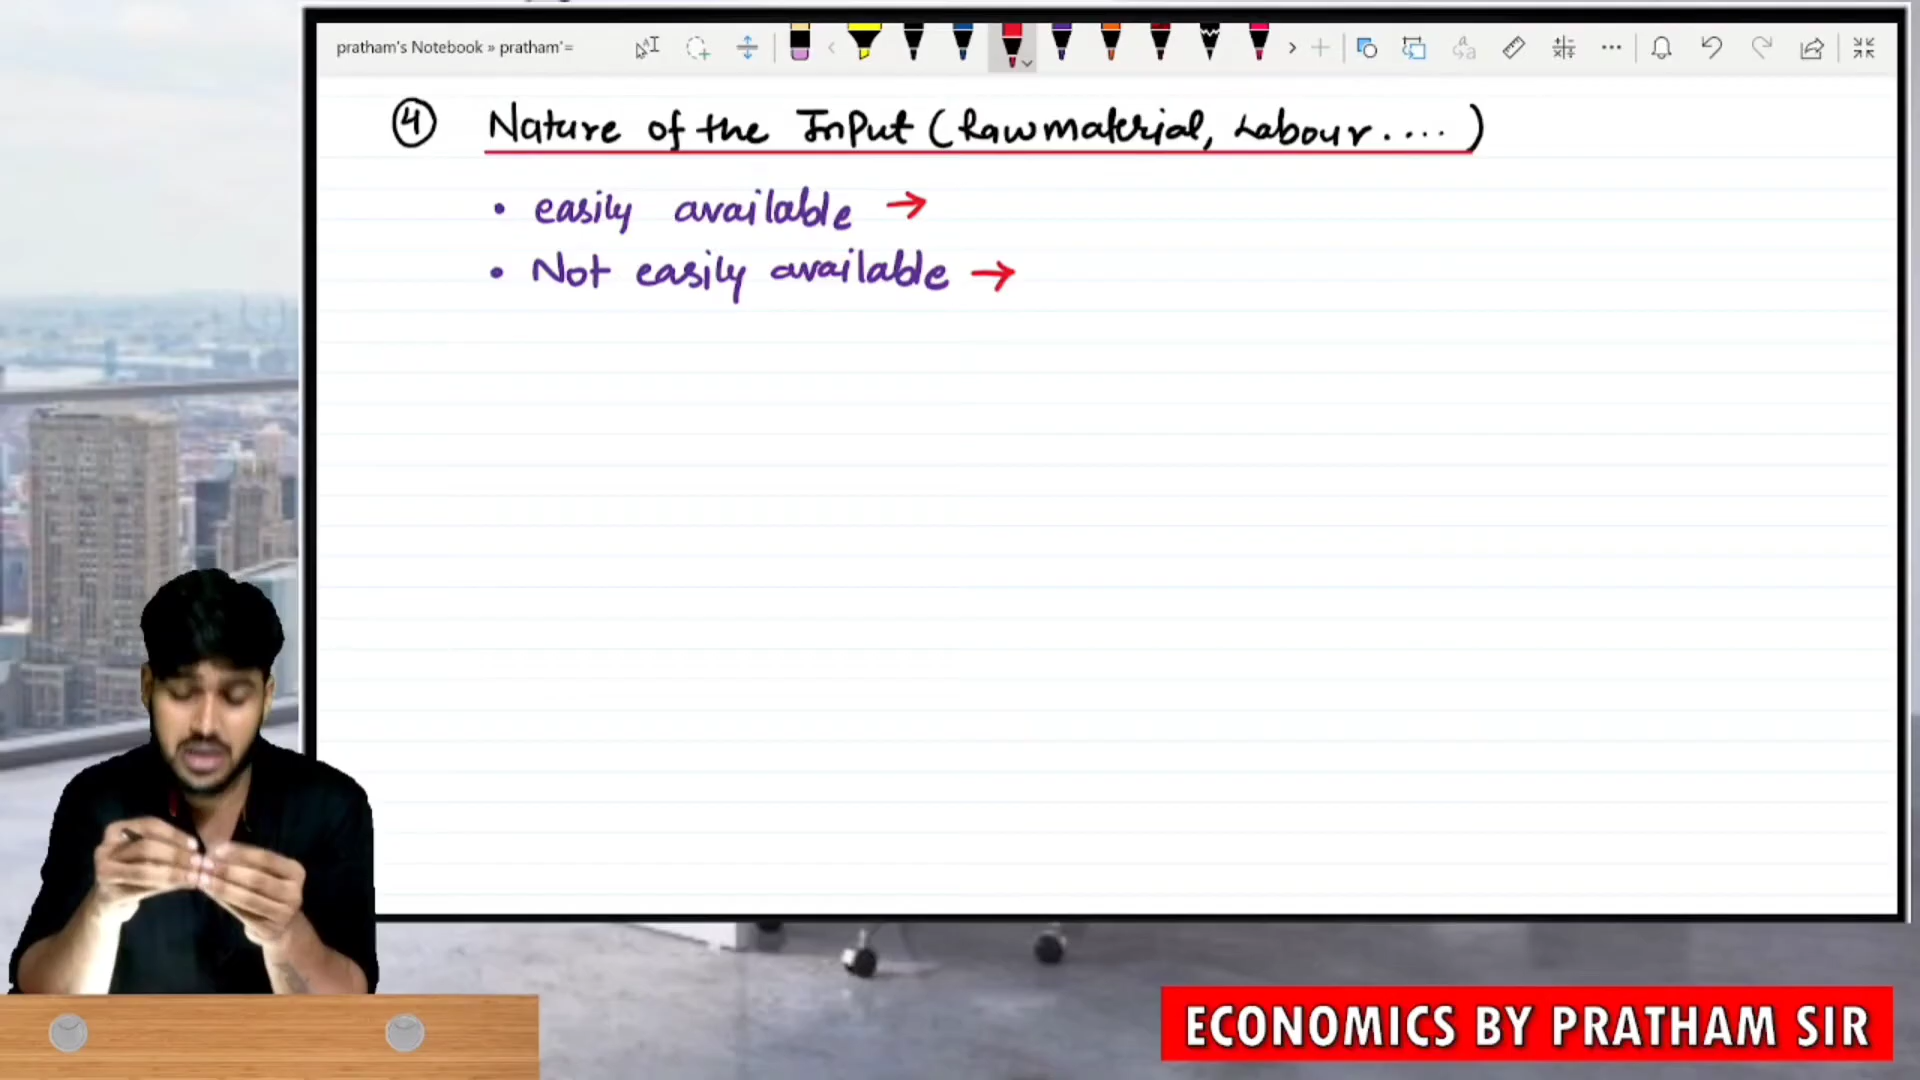 pratham's Notebook » pratham'=
④ Nature of the InPut (Rawmaterial, Labour.... )
• easily available →
• Not easily available →
ECONOMICS BY PRATHAM SIR